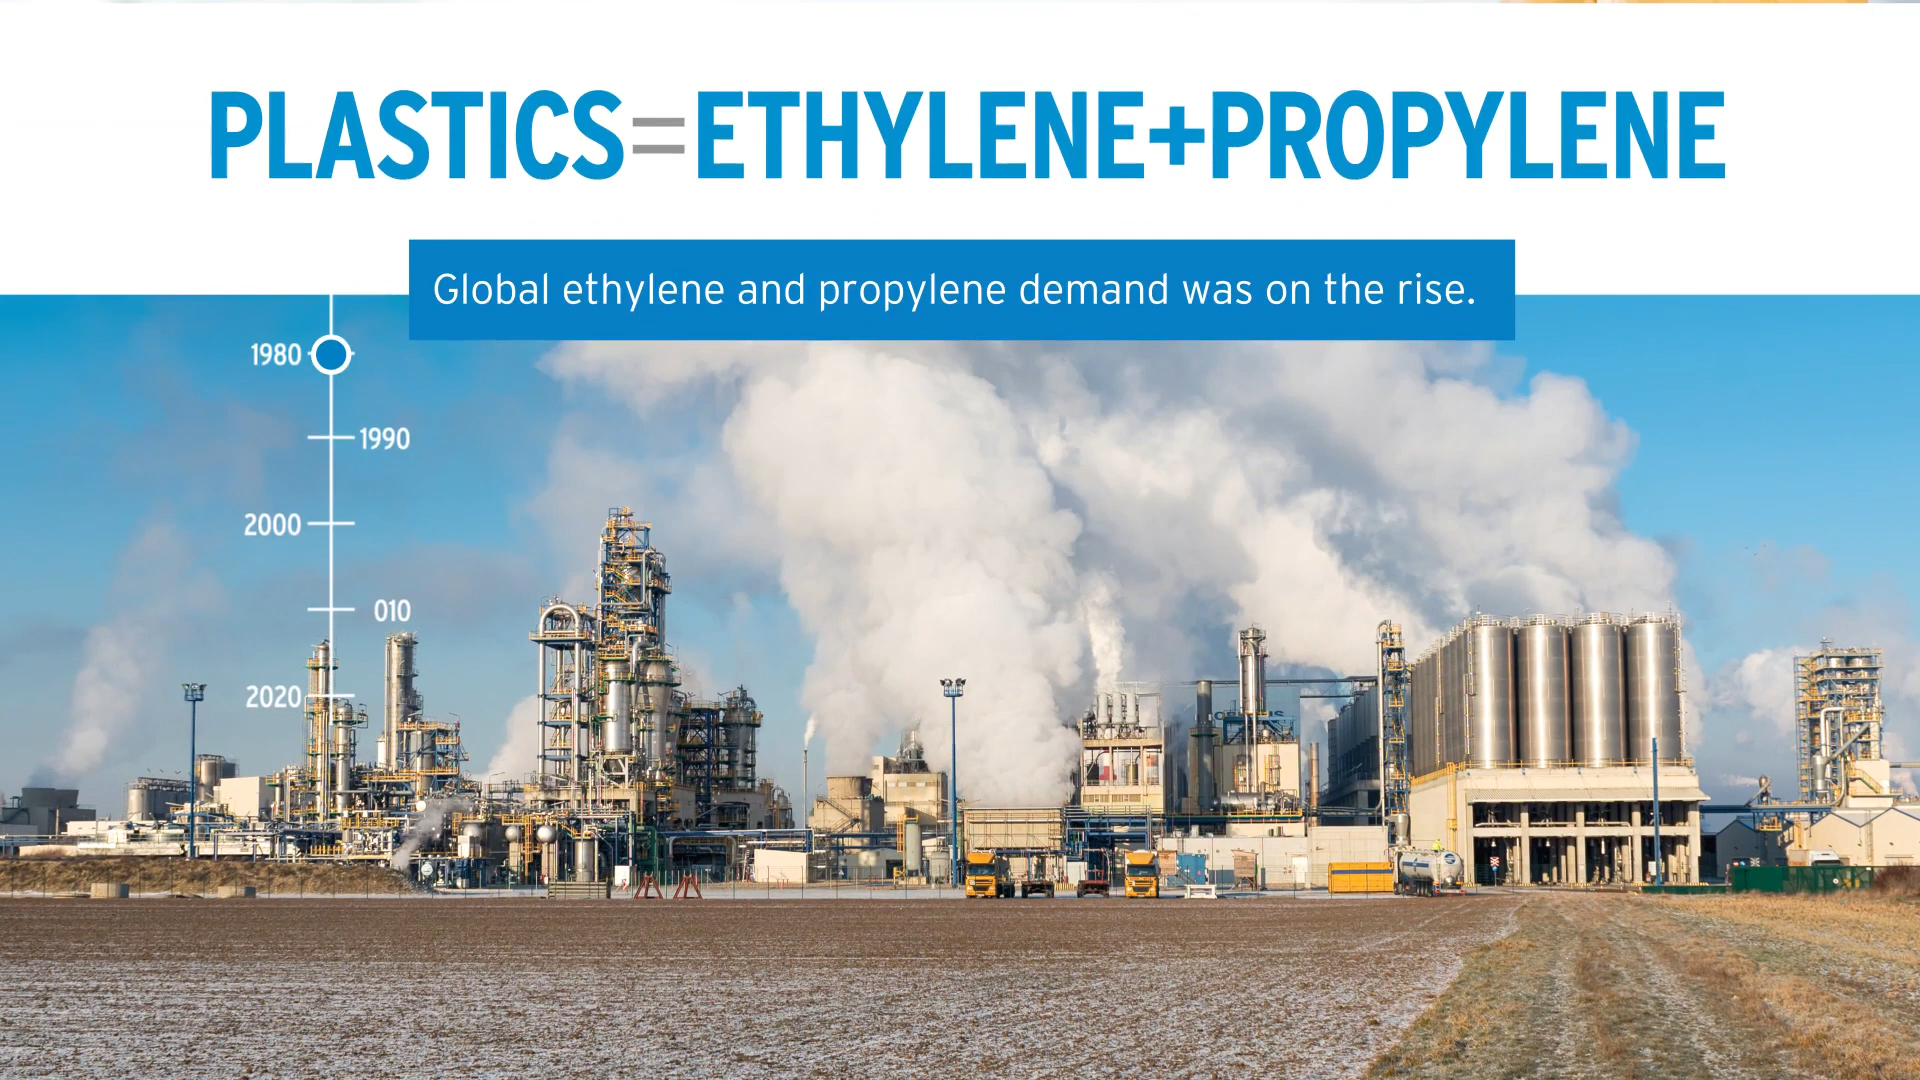 PLASTICS=ETHYLENE+PROPYLENE
Global ethylene and propylene demand was on the rise.
1980
1990
2000
010
2020